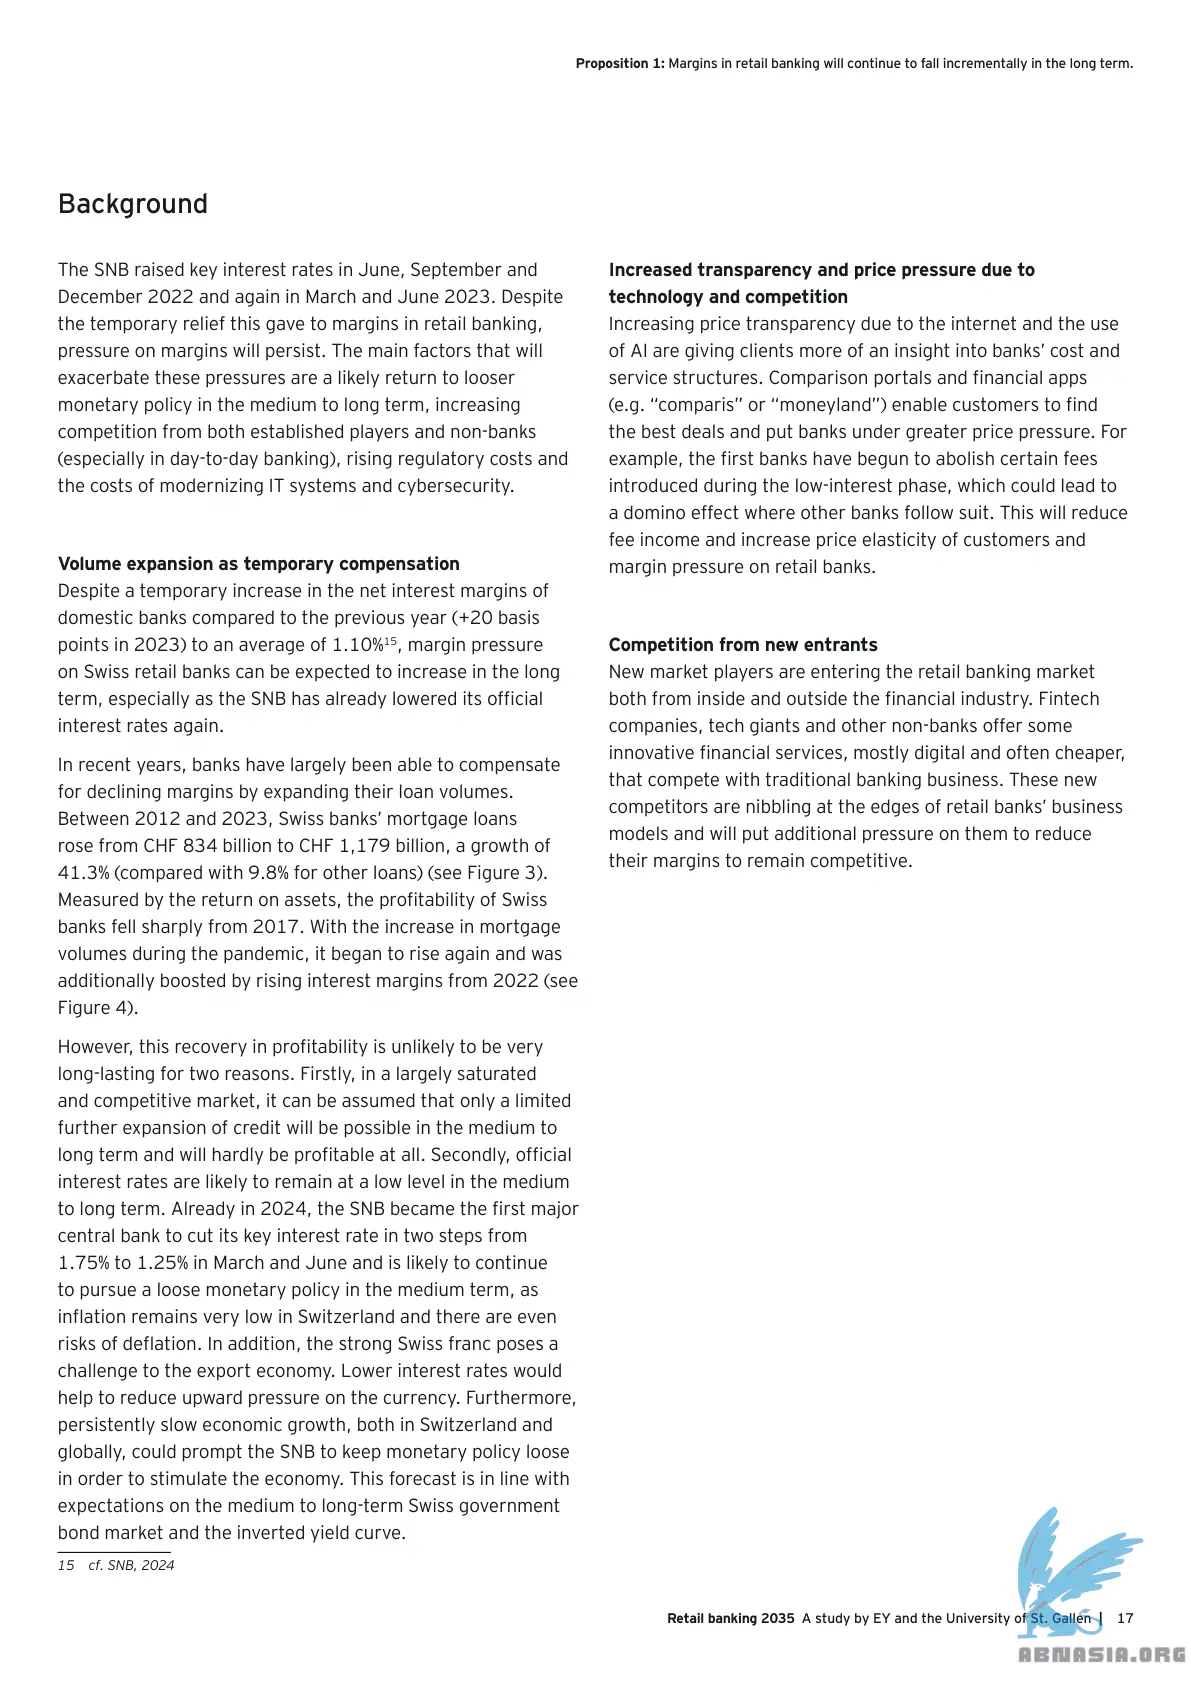 Proposition 1: Margins in retail banking will continue to fall incrementally in the long term.
Background
The SNB raised key interest rates in June, September and
December 2022 and again in March and June 2023. Despite
the temporary relief this gave to margins in retail banking,
pressure on margins will persist. The main factors that will
exacerbate these pressures are a likely return to looser
monetary policy in the medium to long term, increasing
competition from both established players and non-banks
(especially in day-to-day banking), rising regulatory costs and
the costs of modernizing IT systems and cybersecurity.
Volume expansion as temporary compensation
Despite a temporary increase in the net interest margins of
domestic banks compared to the previous year (+20 basis
points in 2023) to an average of 1.10%15, margin pressure
on Swiss retail banks can be expected to increase in the long
term, especially as the SNB has already lowered its official
interest rates again.
In recent years, banks have largely been able to compensate
for declining margins by expanding their loan volumes.
Between 2012 and 2023, Swiss banks' mortgage loans
rose from CHF 834 billion to CHF 1,179 billion, a growth of
41.3% (compared with 9.8% for other loans) (see Figure 3).
Measured by the return on assets, the profitability of Swiss
banks fell sharply from 2017. With the increase in mortgage
volumes during the pandemic, it began to rise again and was
additionally boosted by rising interest margins from 2022 (see
Figure 4).
However, this recovery in profitability is unlikely to be very
long-lasting for two reasons. Firstly, in a largely saturated
and competitive market, it can be assumed that only a limited
further expansion of credit will be possible in the medium to
long term and will hardly be profitable at all. Secondly, official
interest rates are likely to remain at a low level in the medium
to long term. Already in 2024, the SNB became the first major
central bank to cut its key interest rate in two steps from
1.75% to 1.25% in March and June and is likely to continue
to pursue a loose monetary policy in the medium term, as
inflation remains very low in Switzerland and there are even
risks of deflation. In addition, the strong Swiss franc poses a
challenge to the export economy. Lower interest rates would
help to reduce upward pressure on the currency. Furthermore,
persistently slow economic growth, both in Switzerland and
globally, could prompt the SNB to keep monetary policy loose
in order to stimulate the economy. This forecast is in line with
expectations on the medium to long-term Swiss government
bond market and the inverted yield curve.
15 cf. SNB, 2024
Increased transparency and price pressure due to
technology and competition
Increasing price transparency due to the internet and the use
of AI are giving clients more of an insight into banks' cost and
service structures. Comparison portals and financial apps
(e.g. “comparis” or “moneyland”) enable customers to find
the best deals and put banks under greater price pressure. For
example, the first banks have begun to abolish certain fees
introduced during the low-interest phase, which could lead to
a domino effect where other banks follow suit. This will reduce
fee income and increase price elasticity of customers and
margin pressure on retail banks.
Competition from new entrants
New market players are entering the retail banking market
both from inside and outside the financial industry. Fintech
companies, tech giants and other non-banks offer some
innovative financial services, mostly digital and often cheaper,
that compete with traditional banking business. These new
competitors are nibbling at the edges of retail banks' business
models and will put additional pressure on them to reduce
their margins to remain competitive.
Retail banking 2035 A study by EY and the University of St. Gallen | 17
ABNASIA.ORG